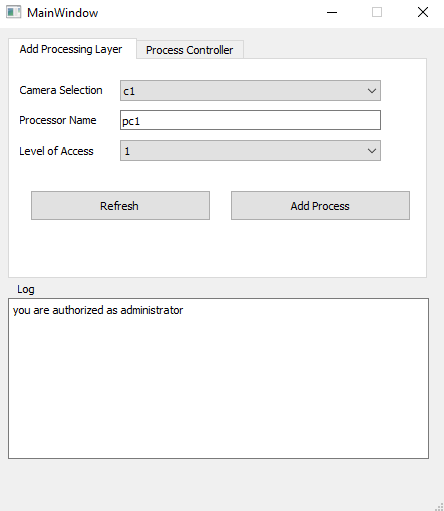 MainWindow
Add Processing Layer
Process Controller
Camera Selection
c1
Processor Name
pc1
Level of Access
1
Refresh
Add Process
Log
you are authorized as administrator